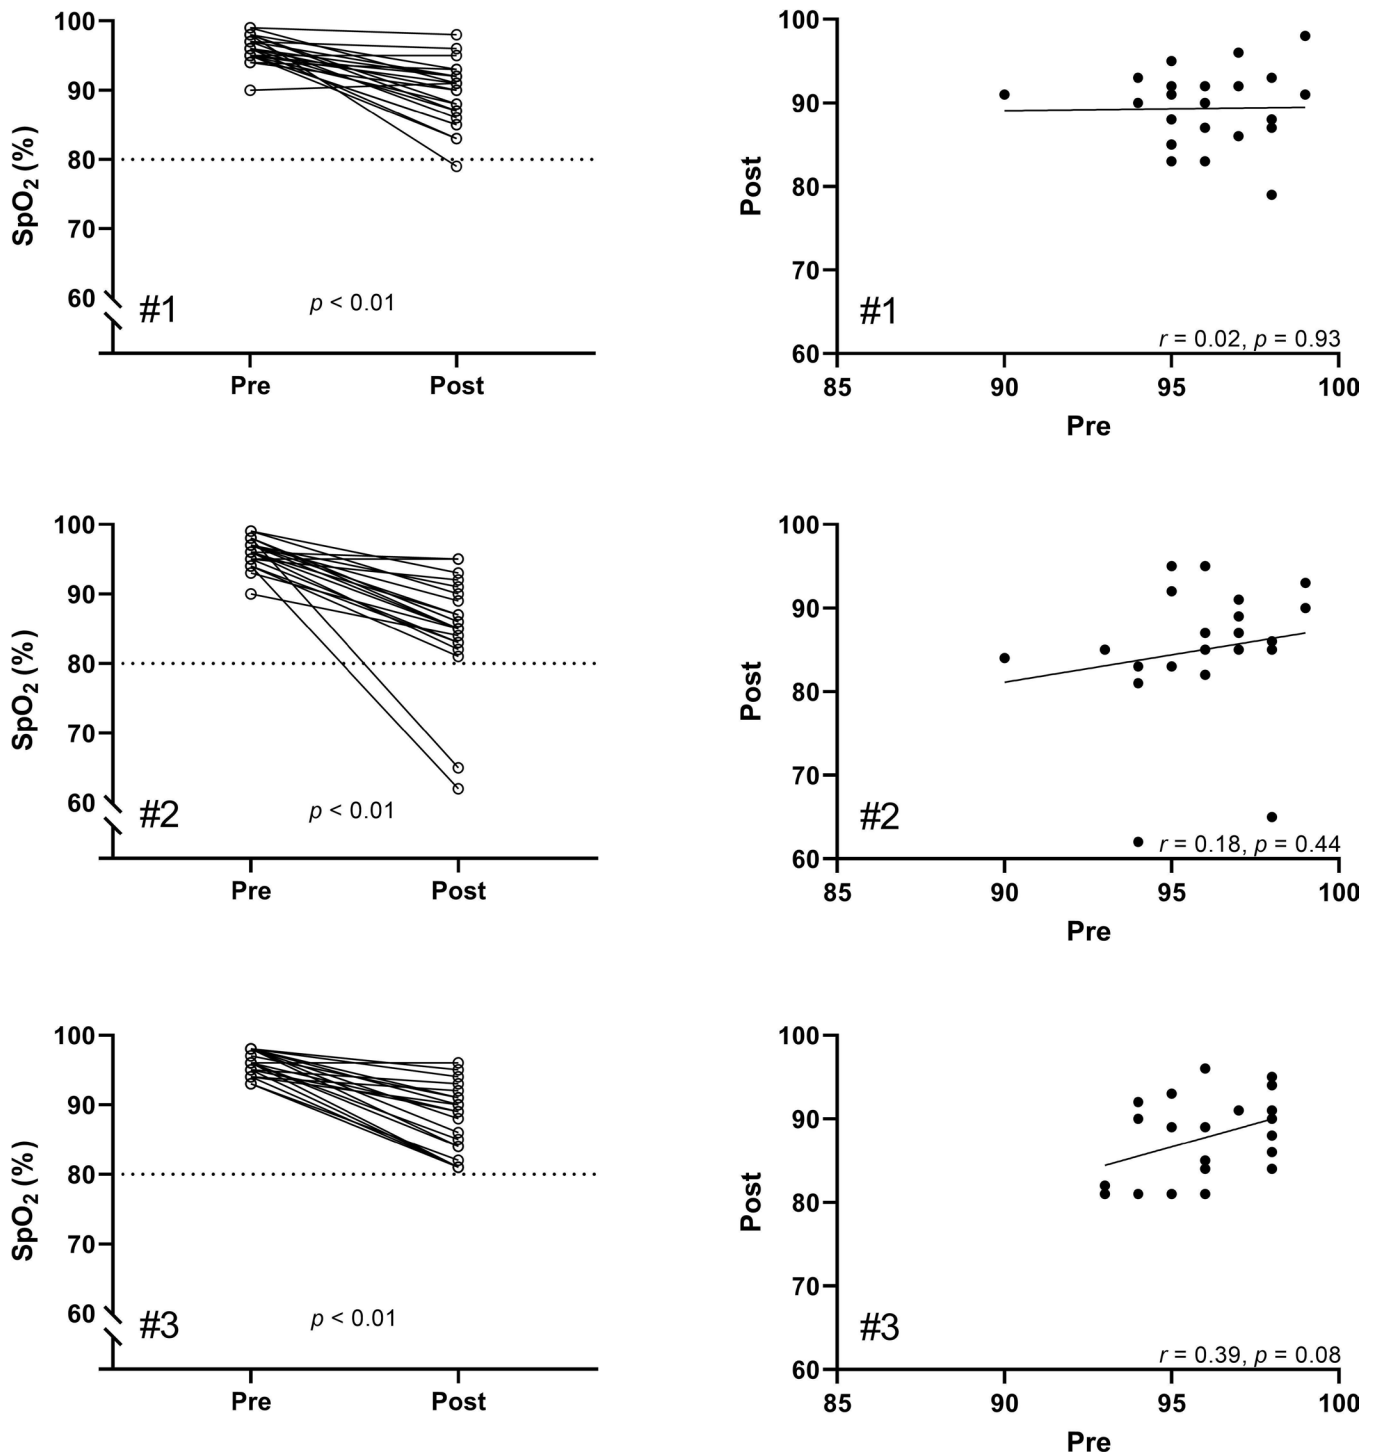 100
90
80
70
60
SpO₂ (%)
#1
p < 0.01
Pre Post
100
90
80
70
60
Post
#1
r = 0.02, p = 0.93
85 90 95 100
Pre
100
90
80
70
60
SpO₂ (%)
#2
p < 0.01
Pre Post
100
90
80
70
60
Post
#2
r = 0.18, p = 0.44
85 90 95 100
Pre
100
90
80
70
60
SpO₂ (%)
#3
p < 0.01
Pre Post
100
90
80
70
60
Post
#3
r = 0.39, p = 0.08
85 90 95 100
Pre